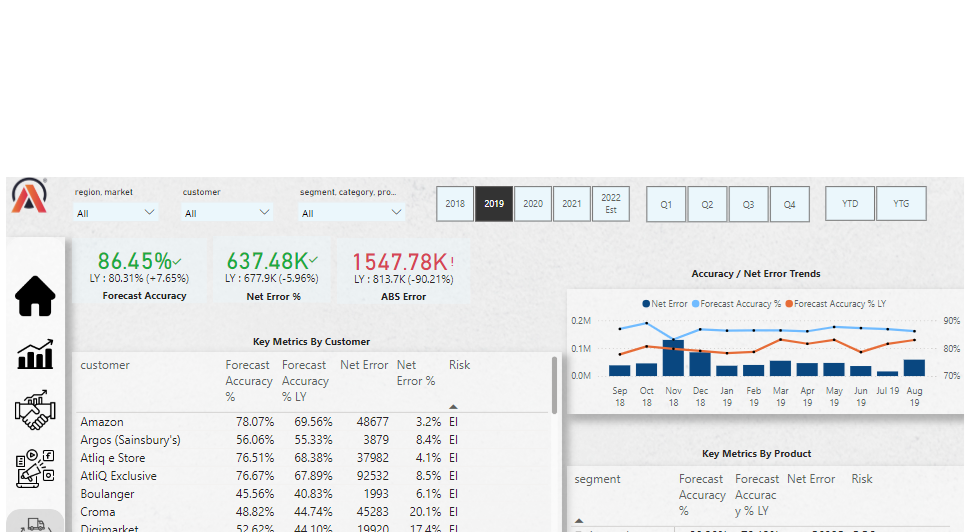 region, market
customer
segment, category, pro...
All
All
All
2018
2019
2020
2021
2022
Est
Q1
Q2
Q3
Q4
YTD
YTG
86.45%
LY : 80.31% (+7.65%)
Forecast Accuracy
637.48K
LY : 677.9K (-5.96%)
Net Error %
1547.78K!
LY : 813.7K (-90.21%)
ABS Error
Accuracy / Net Error Trends
Net Error Forecast Accuracy % Forecast Accuracy % LY
0.2M
0.1M
0.0M
90%
80%
70%
Sep 18
Oct 18
Nov 18
Dec 18
Jan 19
Feb 19
Mar 19
Apr 19
May 19
Jun 19
Jul 19
Aug 19
Key Metrics By Customer
customer Forecast Accuracy % Forecast Accuracy % LY Net Error Net Error % Risk
Amazon 78.07% 69.56% 48677 3.2% EI
Argos (Sainsbury's) 56.06% 55.33% 3879 8.4% EI
Atliq e Store 76.51% 68.38% 37982 4.1% EI
AtliQ Exclusive 76.67% 67.89% 92532 8.5% EI
Boulanger 45.56% 40.83% 1993 6.1% EI
Croma 48.82% 44.74% 45283 20.1% EI
Digimarket 52.62% 44.10% 19920 17.4% EI
Key Metrics By Product
segment Forecast Accuracy % Forecast Accurac y % LY Net Error Risk